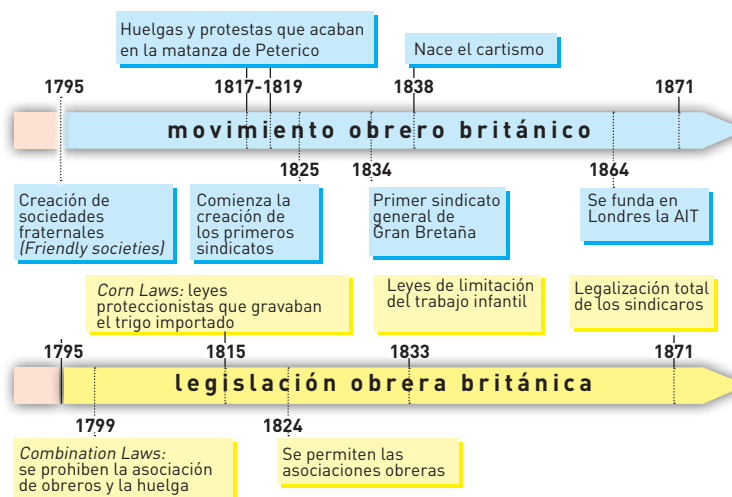 Huelgas y protestas que acaban
en la matanza de Peterico
Nace el cartismo
1795
1817-1819
1838
1871
movimiento obrero británico
1825
1834
1864
Creación de
sociedades
fraternales
(Friendly societies)
Comienza la
creación de
los primeros
sindicatos
Primer sindicato
general de
Gran Bretaña
Se funda en
Londres la AIT
Corn Laws: leyes
proteccionistas que gravaban
el trigo importado
Leyes de limitación
del trabajo infantil
Legalización total
de los sindicaros
1795
1815
1833
1871
legislación obrera británica
1799
1824
Combination Laws:
se prohiben la asociación
de obreros y la huelga
Se permiten las
asociaciones obreras